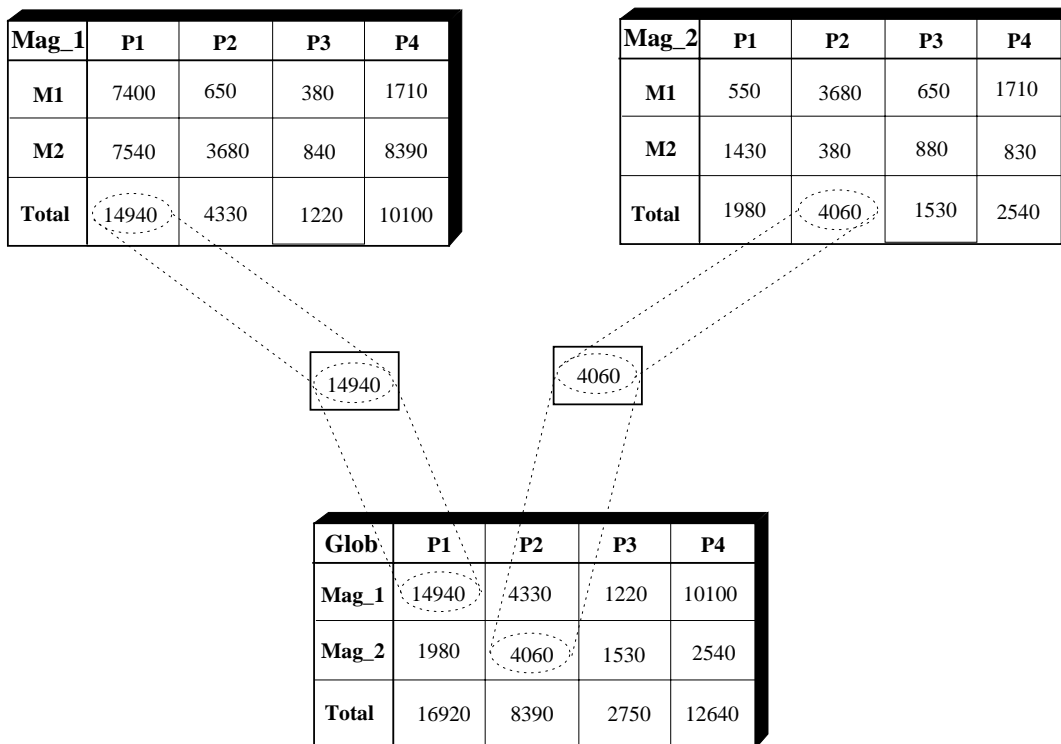 Mag_1 P1 P2 P3 P4
M1 7400 650 380 1710
M2 7540 3680 840 8390
Total 14940 4330 1220 10100
Mag_2 P1 P2 P3 P4
M1 550 3680 650 1710
M2 1430 380 880 830
Total 1980 4060 1530 2540
14940
4060
Glob P1 P2 P3 P4
Mag_1 14940 4330 1220 10100
Mag_2 1980 4060 1530 2540
Total 16920 8390 2750 12640